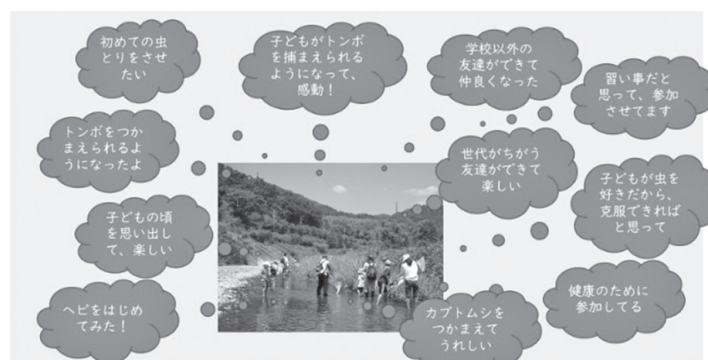 初めての虫
とりをさせ
たい
子どもがトンボ
を捕まえられる
ようになって、
感動！
学校以外の
友達ができて
仲良くなった
習い事だと
思って、参加
させてます
トンボをつか
まえられるよ
うになったよ
世代がちがう
友達ができて
楽しい
子どもが虫を
好きだから、
克服できれば
と思って
子どもの頃
を思い出し
て、楽しい
ヘビをはじめ
てみた！
カブトムシを
つかまえて
うれしい
健康のために
参加してる